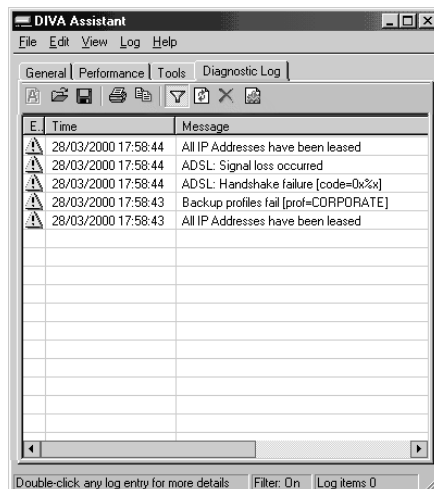 DIVA Assistant
File Edit View Log Help
General Performance Tools Diagnostic Log
E.. Time Message
28/03/2000 17:58:44 All IP Addresses have been leased
28/03/2000 17:58:44 ADSL: Signal loss occurred
28/03/2000 17:58:44 ADSL: Handshake failure [code=0x%x]
28/03/2000 17:58:43 Backup profiles fail [prof=CORPORATE]
28/03/2000 17:58:43 All IP Addresses have been leased
Double-click any log entry for more details Filter: On Log items 0